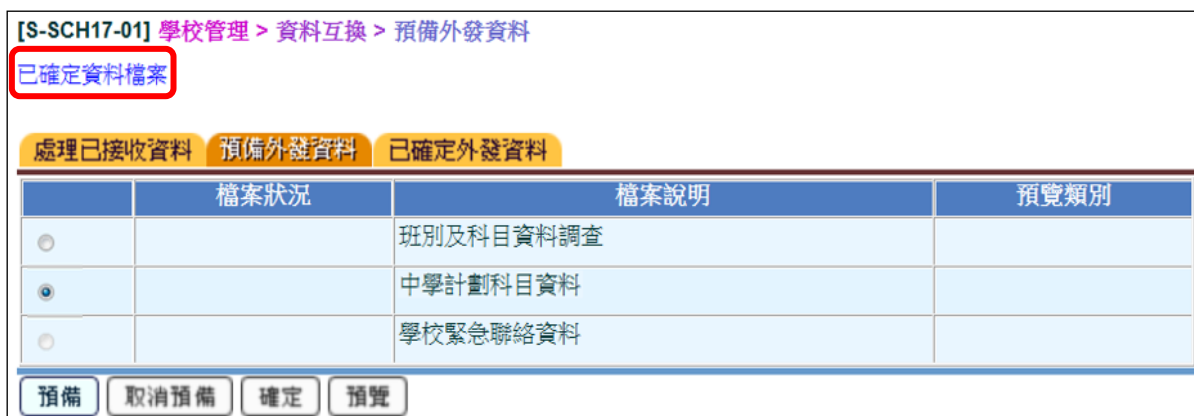 [S-SCH17-01] 學校管理 > 資料互換 > 預備外發資料
已確定資料檔案
處理已接收資料 預備外發資料 已確定外發資料
檔案狀況 檔案說明 預覽類別
班別及科目資料調查
中學計劃科目資料
學校緊急聯絡資料
預備 取消預備 確定 預覽